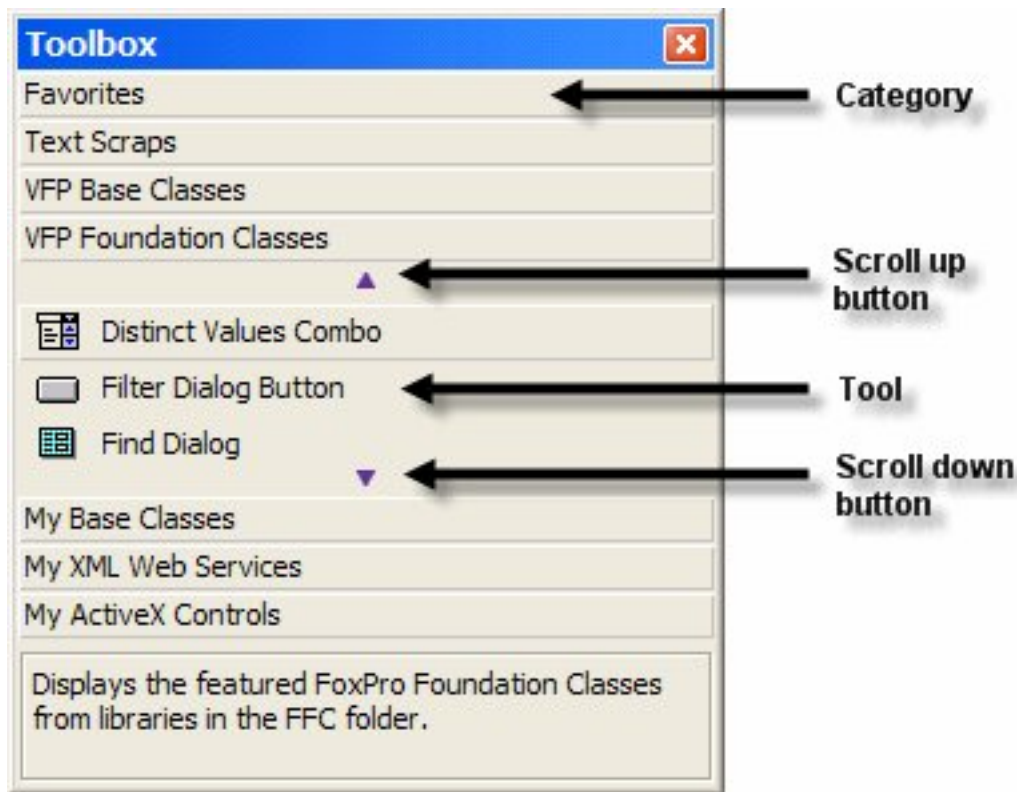 Toolbox
Favorites
Category
Text Scraps
VFP Base Classes
VFP Foundation Classes
Scroll up
button
Distinct Values Combo
Filter Dialog Button
Tool
Find Dialog
Scroll down
button
My Base Classes
My XML Web Services
My ActiveX Controls
Displays the featured FoxPro Foundation Classes
from libraries in the FFC folder.